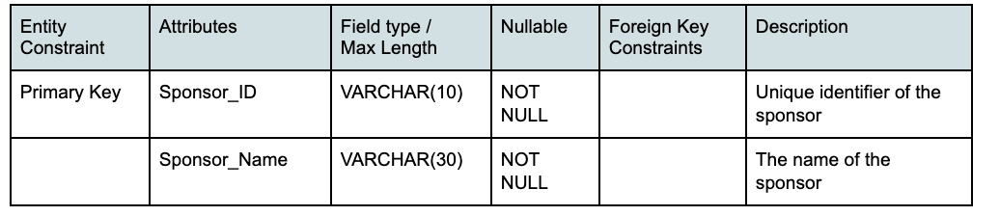 Entity Constraint | Attributes | Field type / Max Length | Nullable | Foreign Key Constraints | Description
Primary Key | Sponsor_ID | VARCHAR(10) | NOT NULL | | Unique identifier of the sponsor
| Sponsor_Name | VARCHAR(30) | NOT NULL | | The name of the sponsor